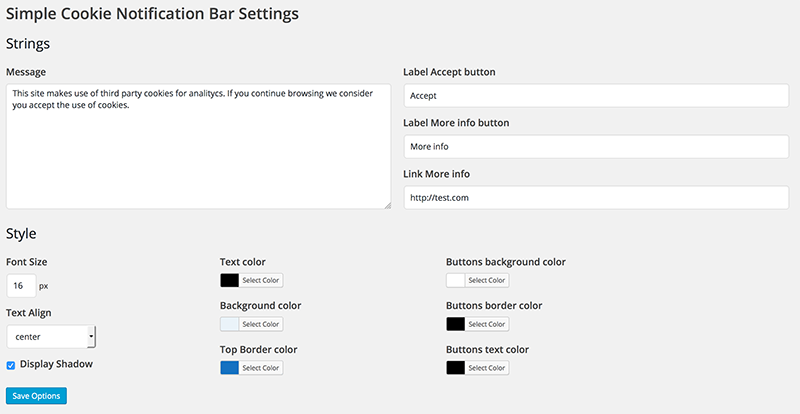 Simple Cookie Notification Bar Settings
Strings
Message
This site makes use of third party cookies for analitycs. If you continue browsing we consider
you accept the use of cookies.
Label Accept button
Accept
Label More info button
More info
Link More info
http://test.com
Style
Font Size
16 px
Text Align
center
Display Shadow
Text color
Select Color
Background color
Select Color
Top Border color
Select Color
Buttons background color
Select Color
Buttons border color
Select Color
Buttons text color
Select Color
Save Options